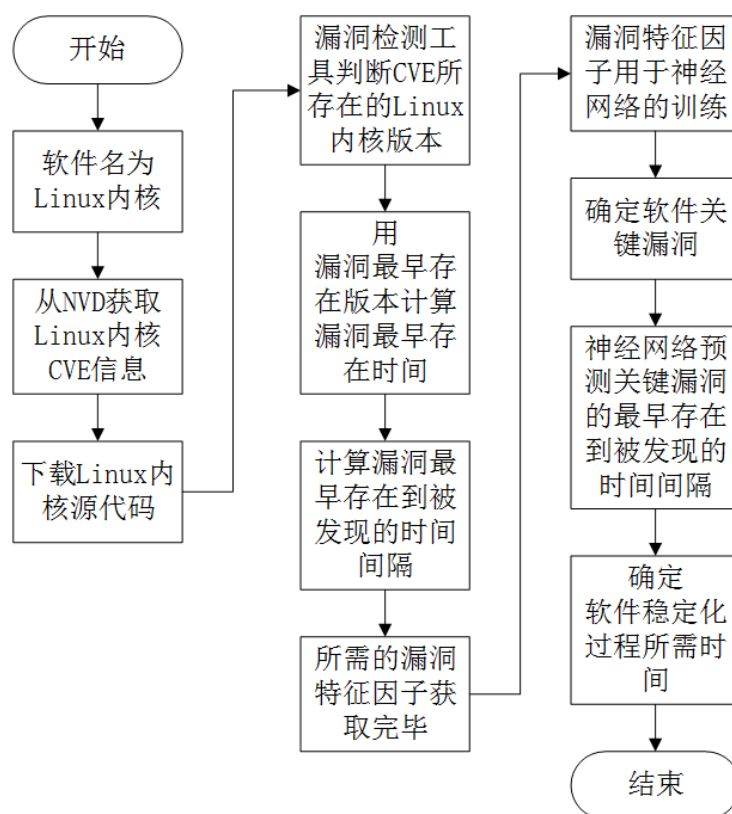 开始
软件名为
Linux内核
从NVD获取
Linux内核
CVE信息
下载Linux内
核源代码
漏洞检测工
具判断CVE所
存在的Linux
内核版本
用
漏洞最早存
在版本计算
漏洞最早存
在时间
计算漏洞最
早存在到被
发现的时间
间隔
所需的漏洞
特征因子获
取完毕
漏洞特征因
子用于神经
网络的训练
确定软件关
键漏洞
神经网络预
测关键漏洞
的最早存在
到被发现的
时间间隔
确定
软件稳定化
过程所需时
间
结束